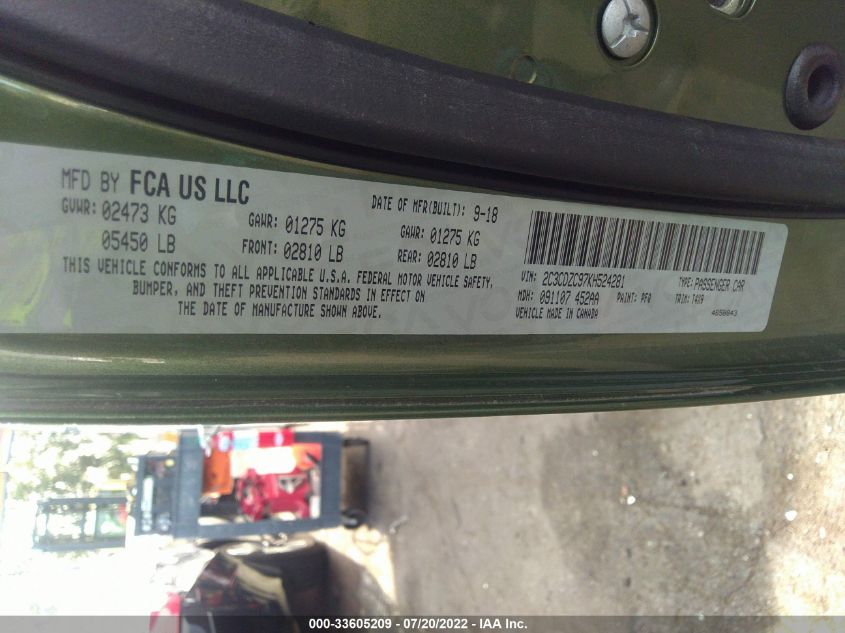 MFD BY FCA US LLC
DATE OF MFR(BUILT): 9-18
GVWR: 02473 KG
GAWR: 01275 KG
GAWR: 01275 KG
05450 LB
FRONT: 02810 LB
REAR: 02810 LB
THIS VEHICLE CONFORMS TO ALL APPLICABLE U.S.A. FEDERAL MOTOR VEHICLE SAFETY,
BUMPER, AND THEFT PREVENTION STANDARDS IN EFFECT ON
THE DATE OF MANUFACTURE SHOWN ABOVE.
VIN: 2C3CDZC97KH524281
TYPE: PASSENGER CAR
MDH: 091107 452AA
PAINT: PFQ
TRIM: TAX9
VEHICLE MADE IN CANADA
4650043
000-33605209 - 07/20/2022 - IAA Inc.